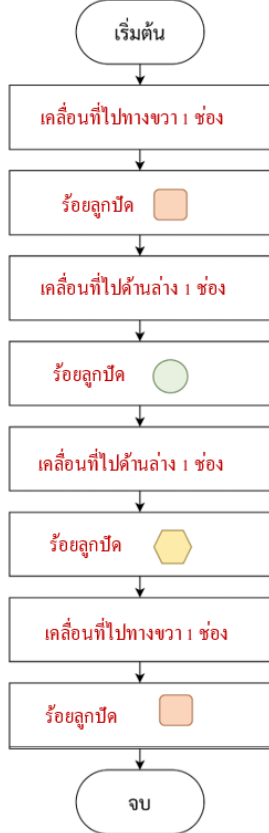 เริ่มต้น
เคลื่อนที่ไปทางขวา 1 ช่อง
ร้อยลูกปัด
เคลื่อนที่ไปด้านล่าง 1 ช่อง
ร้อยลูกปัด
เคลื่อนที่ไปด้านล่าง 1 ช่อง
ร้อยลูกปัด
เคลื่อนที่ไปทางขวา 1 ช่อง
ร้อยลูกปัด
จบ